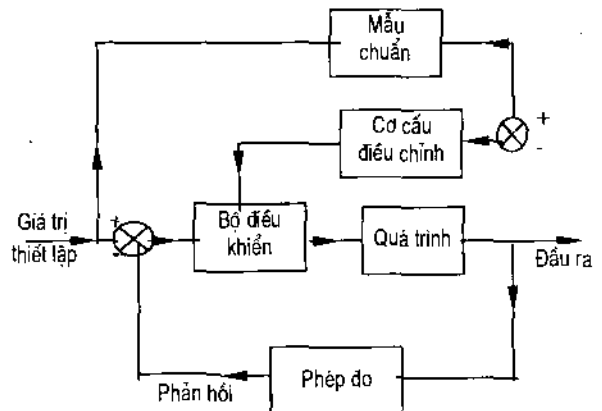 Mẫu
chuẩn
+
-
Cơ cấu
điều chỉnh
Giá trị
thiết lập
+
-
Bộ điều
khiển
Quá trình
Đầu ra
Phản hồi
Phép đo